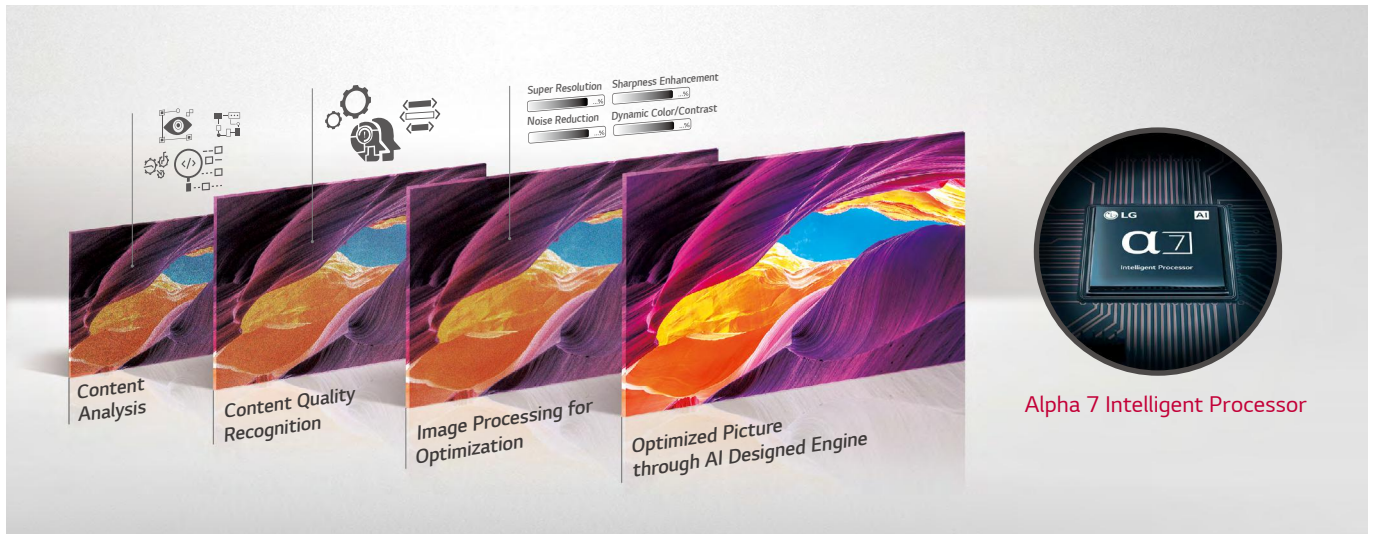 Super Resolution
...%
Sharpness Enhancement
...%
Noise Reduction
...%
Dynamic Color/Contrast
...%
</>
Content
Analysis
Content Quality
Recognition
Image Processing for
Optimization
Optimized Picture
through AI Designed Engine
LG
AI
α7
Intelligent Processor
Alpha 7 Intelligent Processor